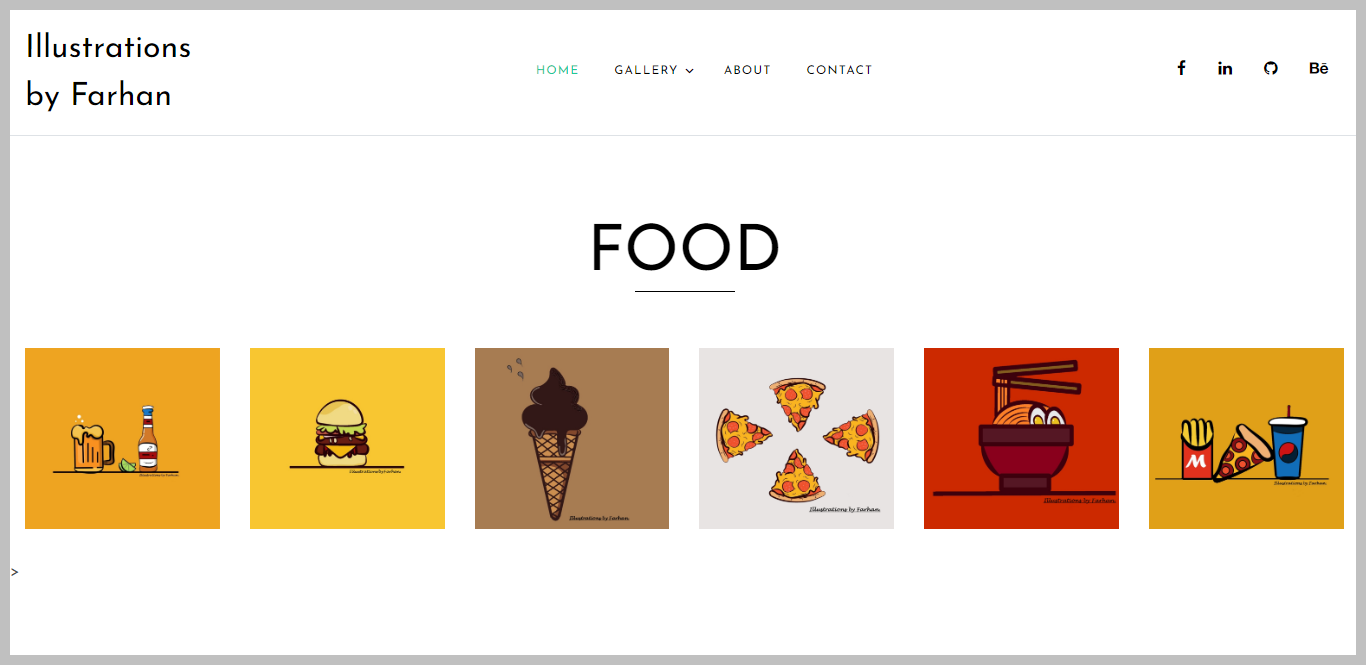 Illustrations
by Farhan
HOME GALLERY ABOUT CONTACT
Bē
FOOD
Illustrations by Farhan.
Illustrations by Farhan.
Illustrations by Farhan.
Illustrations by Farhan.
Illustrations by Farhan.
M
Illustrations by Farhan.
>